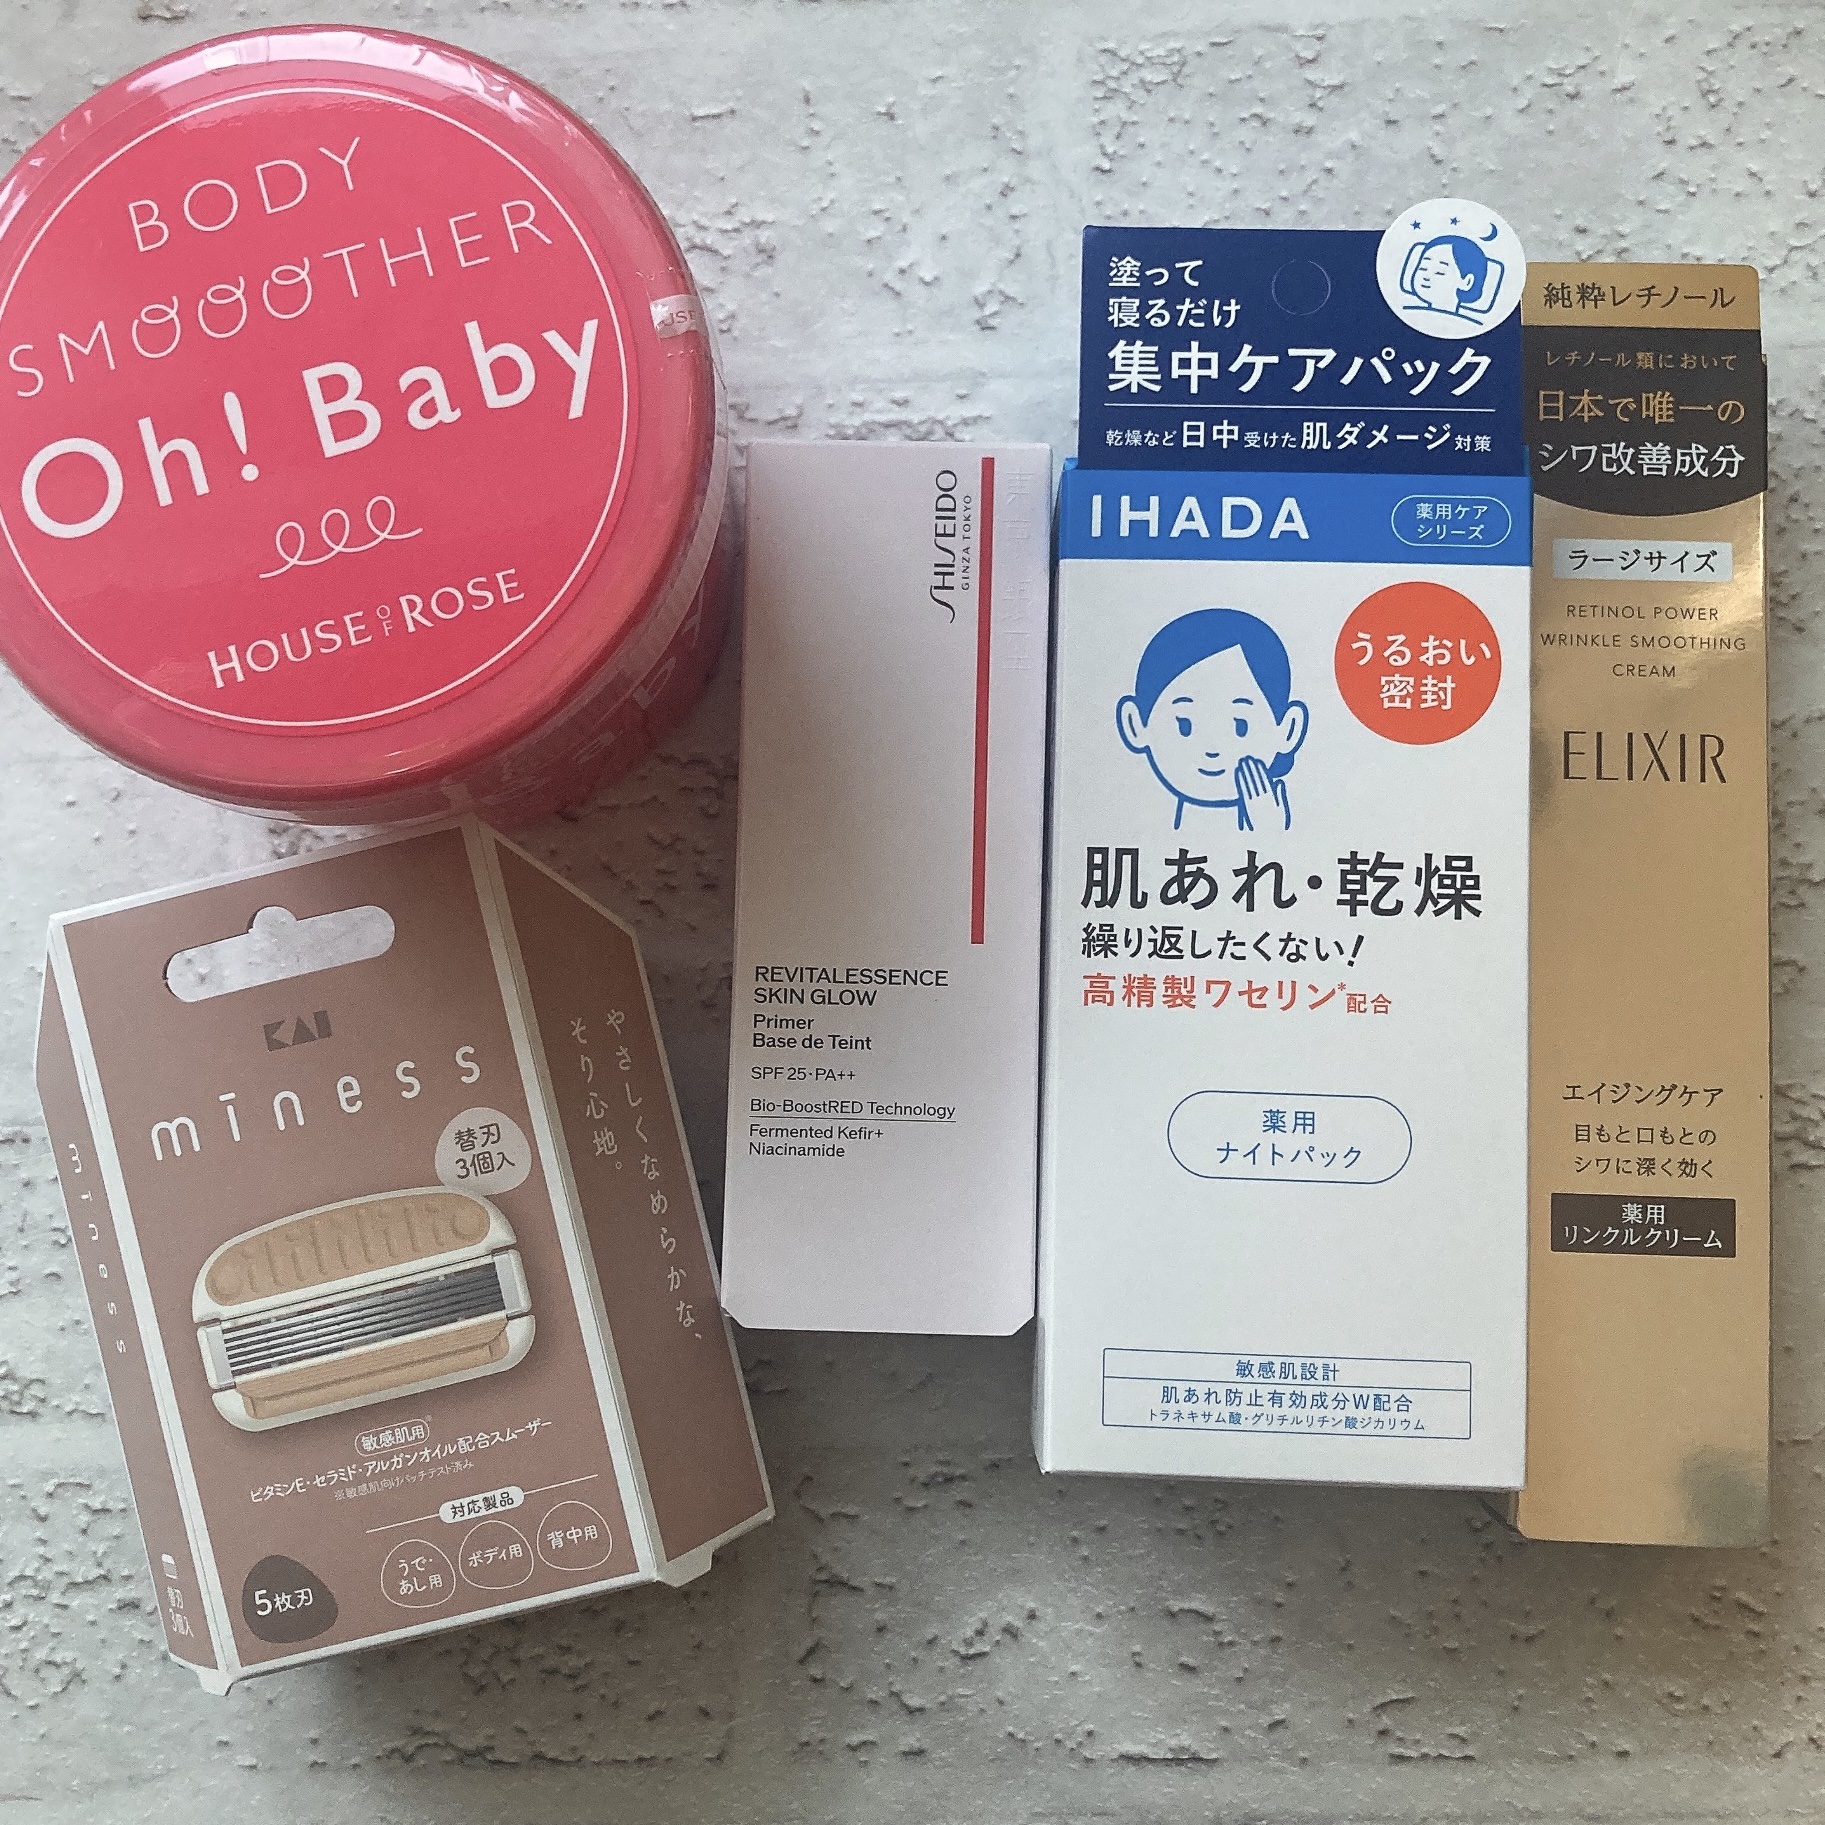 BODY
SMOOOTHER
Oh! Baby
HOUSE OF ROSE
KAI
mīness
替刃
3個入
敏感肌用※
ビタミンE・セラミド・アルガンオイル配合スムーザー
※敏感肌向けパッチテスト済み
対応製品
うで・
あし用
ボディ用
背中用
5枚刃
やさしくなめらかな、
そり心地。
mīness
替刃
3個入
SHISEIDO
GINZA TOKYO
REVITALESSENCE
SKIN GLOW
Primer
Base de Teint
SPF 25・PA++
Bio-BoostRED Technology
Fermented Kefir+
Niacinamide
塗って
寝るだけ
集中ケアパック
乾燥など日中受けた肌ダメージ対策
IHADA
薬用ケア
シリーズ
うるおい
密封
肌あれ・乾燥
繰り返したくない!
高精製ワセリン*配合
薬用
ナイトパック
敏感肌設計
肌あれ防止有効成分W配合
トラネキサム酸・グリチルリチン酸ジカリウム
純粋レチノール
レチノール類において
日本で唯一の
シワ改善成分
ラージサイズ
RETINOL POWER
WRINKLE SMOOTHING
CREAM
ELIXIR
エイジングケア
目もと口もとの
シワに深く効く
薬用
リンクルクリーム